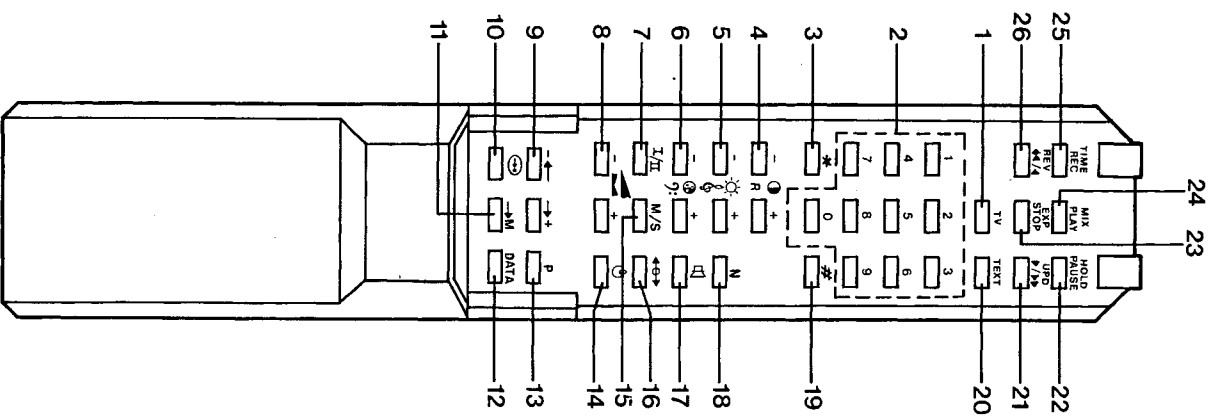 24 23
25 TIME REC MIX PLAY HOLD PAUSE 22
26 REV ◀◀/◀ EXP STOP UPD ▶/▶▶ 21
1 TV TEXT 20
2 1 2 3
4 5 6
7 8 9
3 * 0 # 19
4 - R +
5 - + N 18
6 - + 17
7 I/II M/S 16
15
8 - + 14
9 -← →+ P 13
10 →M DATA 12
11